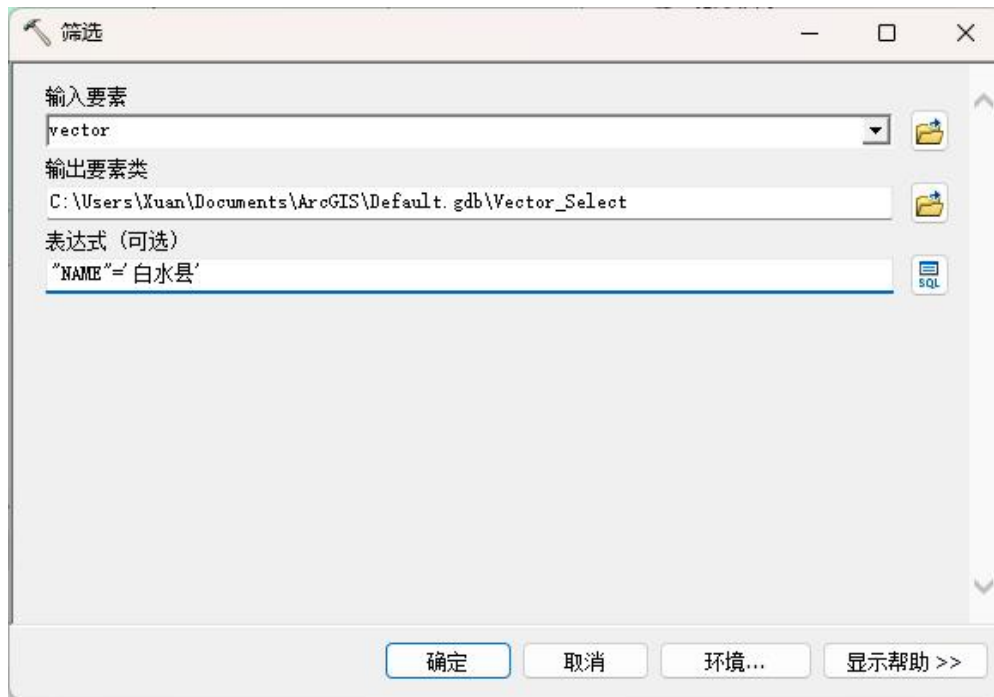 筛选
输入要素
vector
输出要素类
C:\Users\Xuan\Documents\ArcGIS\Default.gdb\Vector_Select
表达式 (可选)
"NAME"='白水县'
SQL
确定 取消 环境... 显示帮助 >>